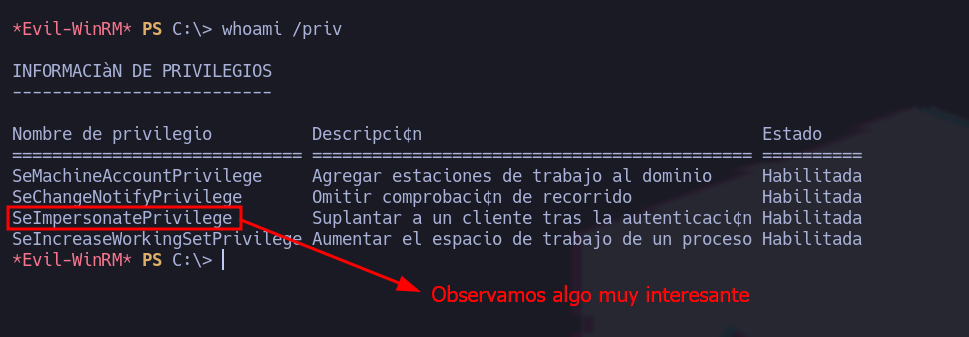 *Evil-WinRM* PS C:\> whoami /priv
INFORMACIàN DE PRIVILEGIOS
--------------------------
Nombre de privilegio          Descripci¢n                                  Estado
============================= ============================================ ==========
SeMachineAccountPrivilege     Agregar estaciones de trabajo al dominio     Habilitada
SeChangeNotifyPrivilege       Omitir comprobaci¢n de recorrido             Habilitada
SeImpersonatePrivilege        Suplantar a un cliente tras la autenticaci¢n Habilitada
SeIncreaseWorkingSetPrivilege Aumentar el espacio de trabajo de un proceso Habilitada
*Evil-WinRM* PS C:\>
Observamos algo muy interesante